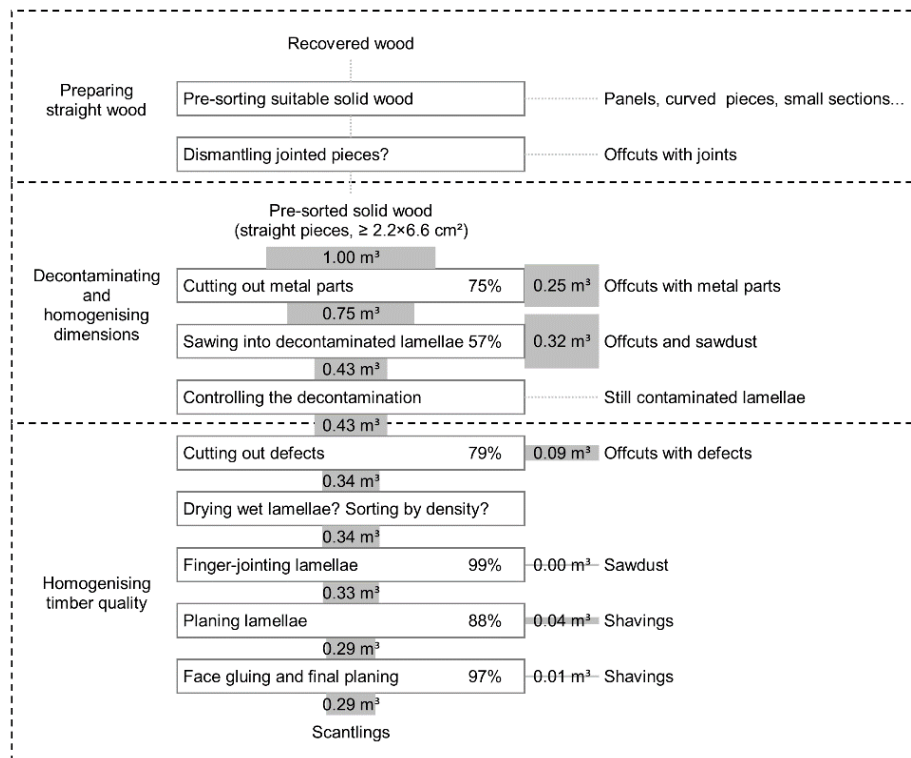 Recovered wood
Preparing
straight wood
Pre-sorting suitable solid wood
Panels, curved pieces, small sections...
Dismantling jointed pieces?
Offcuts with joints
Pre-sorted solid wood
(straight pieces, ≥ 2.2×6.6 cm²)
1.00 m³
Decontaminating
and
homogenising
dimensions
Cutting out metal parts 75% 0.25 m³ Offcuts with metal parts
0.75 m³
Sawing into decontaminated lamellae 57% 0.32 m³ Offcuts and sawdust
0.43 m³
Controlling the decontamination
Still contaminated lamellae
0.43 m³
Homogenising
timber quality
Cutting out defects 79% 0.09 m³ Offcuts with defects
0.34 m³
Drying wet lamellae? Sorting by density?
0.34 m³
Finger-jointing lamellae 99% 0.00 m³ Sawdust
0.33 m³
Planing lamellae 88% 0.04 m³ Shavings
0.29 m³
Face gluing and final planing 97% 0.01 m³ Shavings
0.29 m³
Scantlings